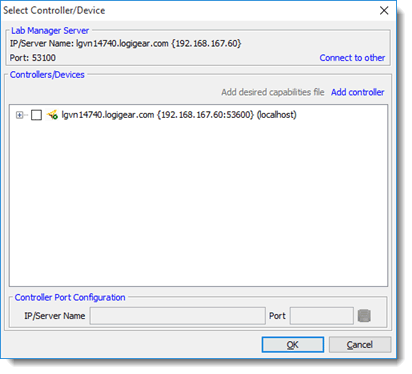 Select Controller/Device
Lab Manager Server
IP/Server Name: lgvn14740.logigear.com {192.168.167.60}
Port: 53100
Connect to other
Controllers/Devices
Add desired capabilities file Add controller
lgvn14740.logigear.com {192.168.167.60:53600} (localhost)
Controller Port Configuration
IP/Server Name Port
OK Cancel